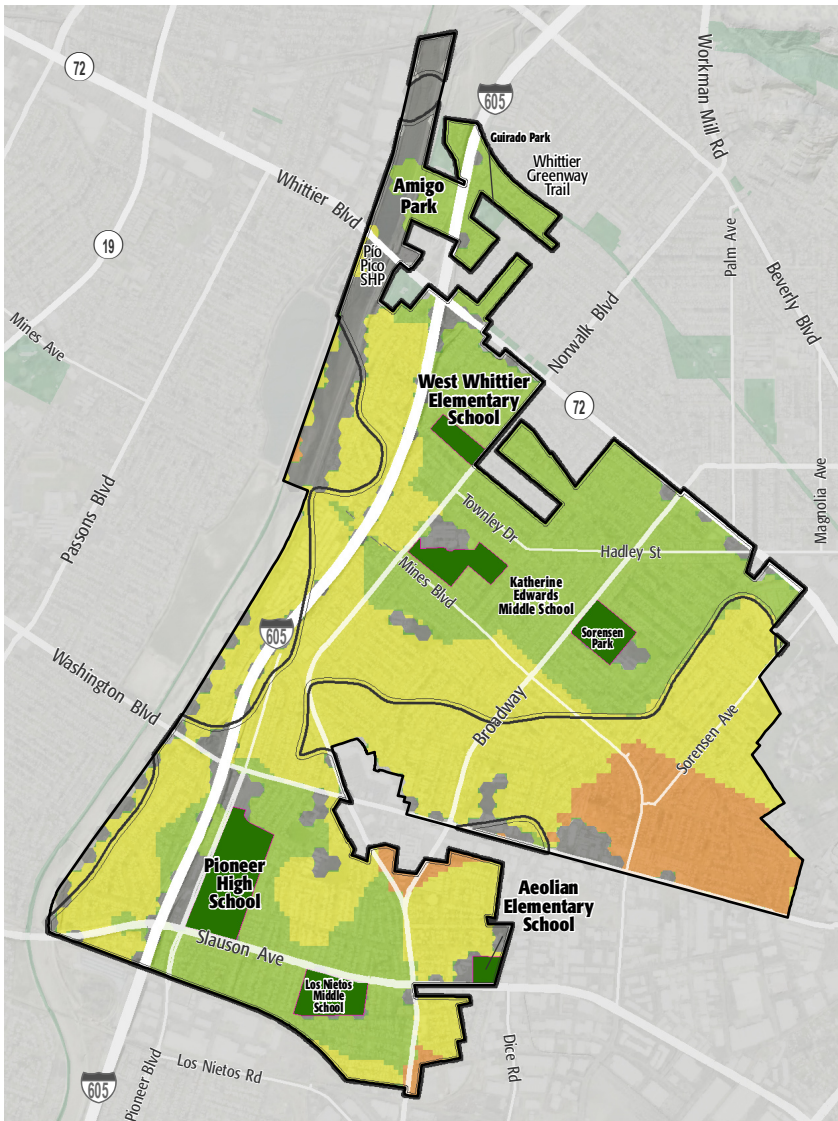 72
Workman Mill Rd
605
Guirado Park
Whittier
Greenway
Trail
Amigo
Park
Whittier Blvd
19
Pío
Pico
SHP
Palm Ave
Beverly Blvd
Norwalk Blvd
Mines Ave
West Whittier
Elementary
School
72
Passons Blvd
Magnolia Ave
Townley Dr
Hadley St
Mines Blvd
Katherine
Edwards
Middle School
Sorensen
Park
605
Washington Blvd
Broadway
Sorensen Ave
Pioneer
High
School
Aeolian
Elementary
School
Slauson Ave
Los Nietos
Middle
School
Los Nietos Rd
Dice Rd
605
Pioneer Blvd